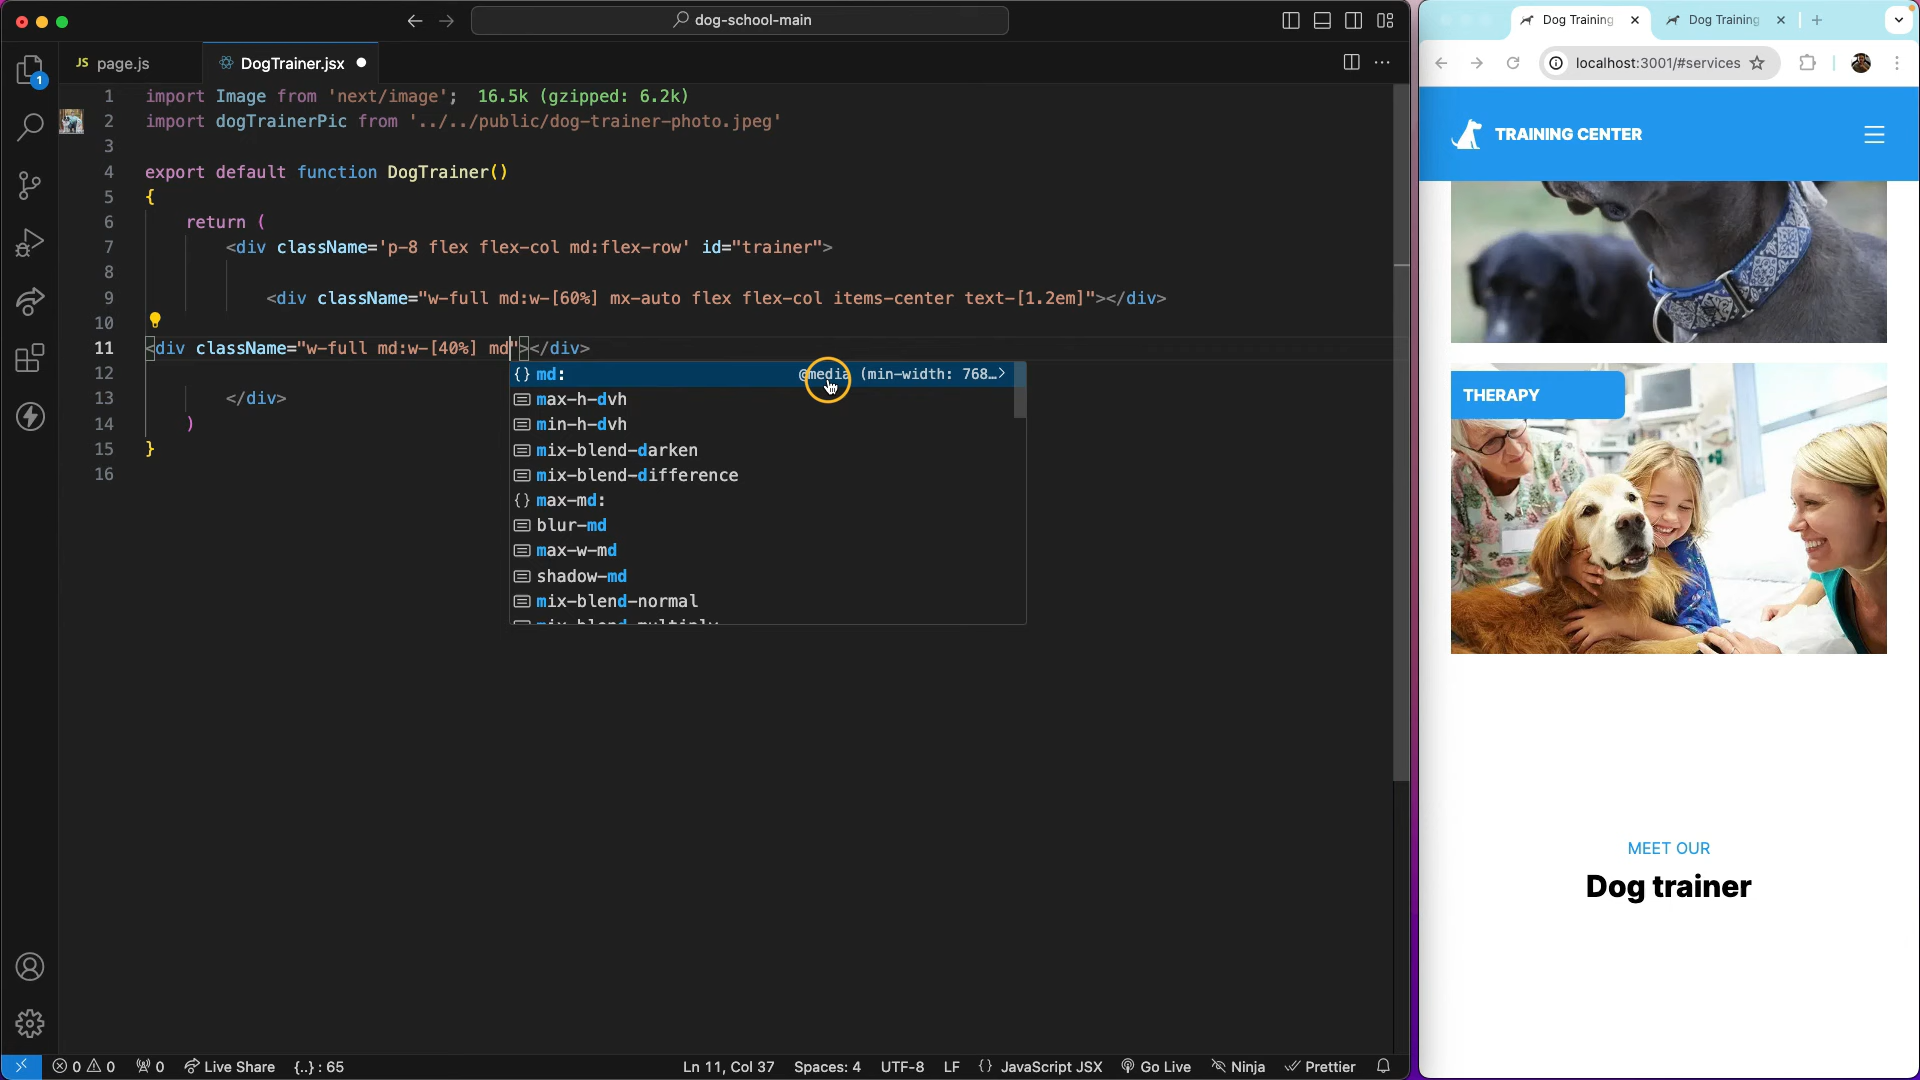 dog-school-main
JS page.js
DogTrainer.jsx
1 import Image from 'next/image'; 16.5k (gzipped: 6.2k)
2 import dogTrainerPic from '../../public/dog-trainer-photo.jpeg'
3
4 export default function DogTrainer()
5 {
6 return (
7 <div className='p-8 flex flex-col md:flex-row' id="trainer">
8
9 <div className="w-full md:w-[60%] mx-auto flex flex-col items-center text-[1.2em]"></div>
10
11 <div className="w-full md:w-[40%] md"></div>
12
13 </div>
14 )
15 }
16
{} md: @media (min-width: 768…>
max-h-dvh
min-h-dvh
mix-blend-darken
mix-blend-difference
{} max-md:
blur-md
max-w-md
shadow-md
mix-blend-normal
mix-blend-multiply
1
0 0 0 Live Share {..} : 65
Ln 11, Col 37 Spaces: 4 UTF-8 LF {} JavaScript JSX Go Live Ninja Prettier
Dog Training
Dog Training
localhost:3001/#services
TRAINING CENTER
THERAPY
MEET OUR
Dog trainer